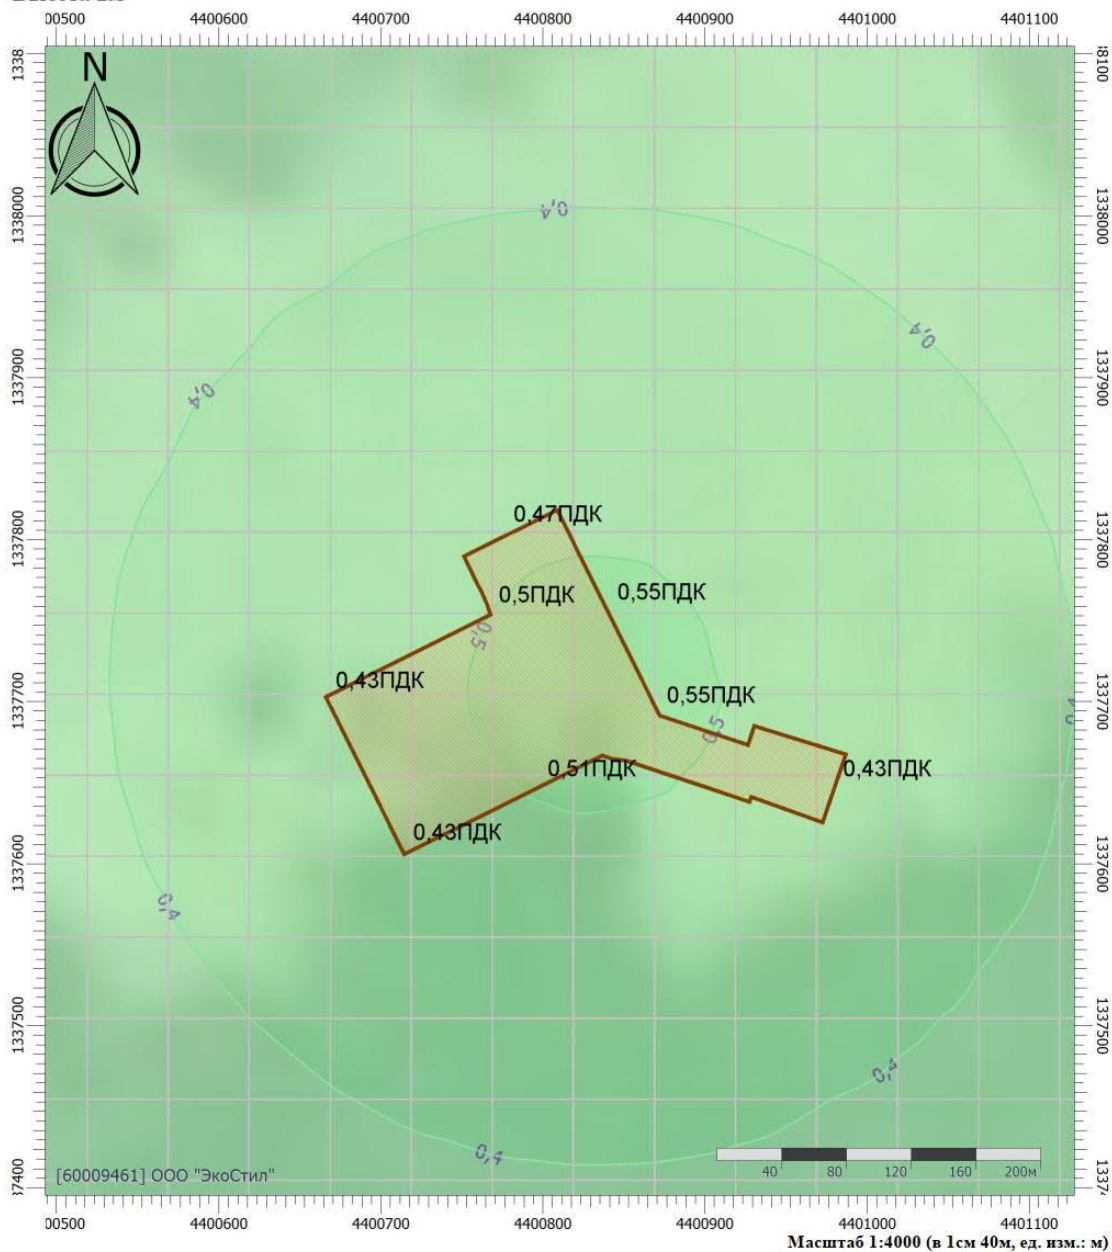 00500 4400600 4400700 4400800 4400900 4401000 4401100
N
1338000 1338000
0,4
0,4
1337900 1337900
0,4
0,47ПДК
1337800 1337800
0,5ПДК 0,55ПДК
0,5
0,43ПДК
1337700 0,55ПДК 1337700
0,5
0,51ПДК 0,43ПДК
0,43ПДК
1337600 1337600
0,4
1337500 1337500
0,4
0,4
[60009461] ООО "ЭкоСтил" 40 80 120 160 200м
00500 4400600 4400700 4400800 4400900 4401000 4401100
Масштаб 1:4000 (в 1см 40м, ед. изм.: м)